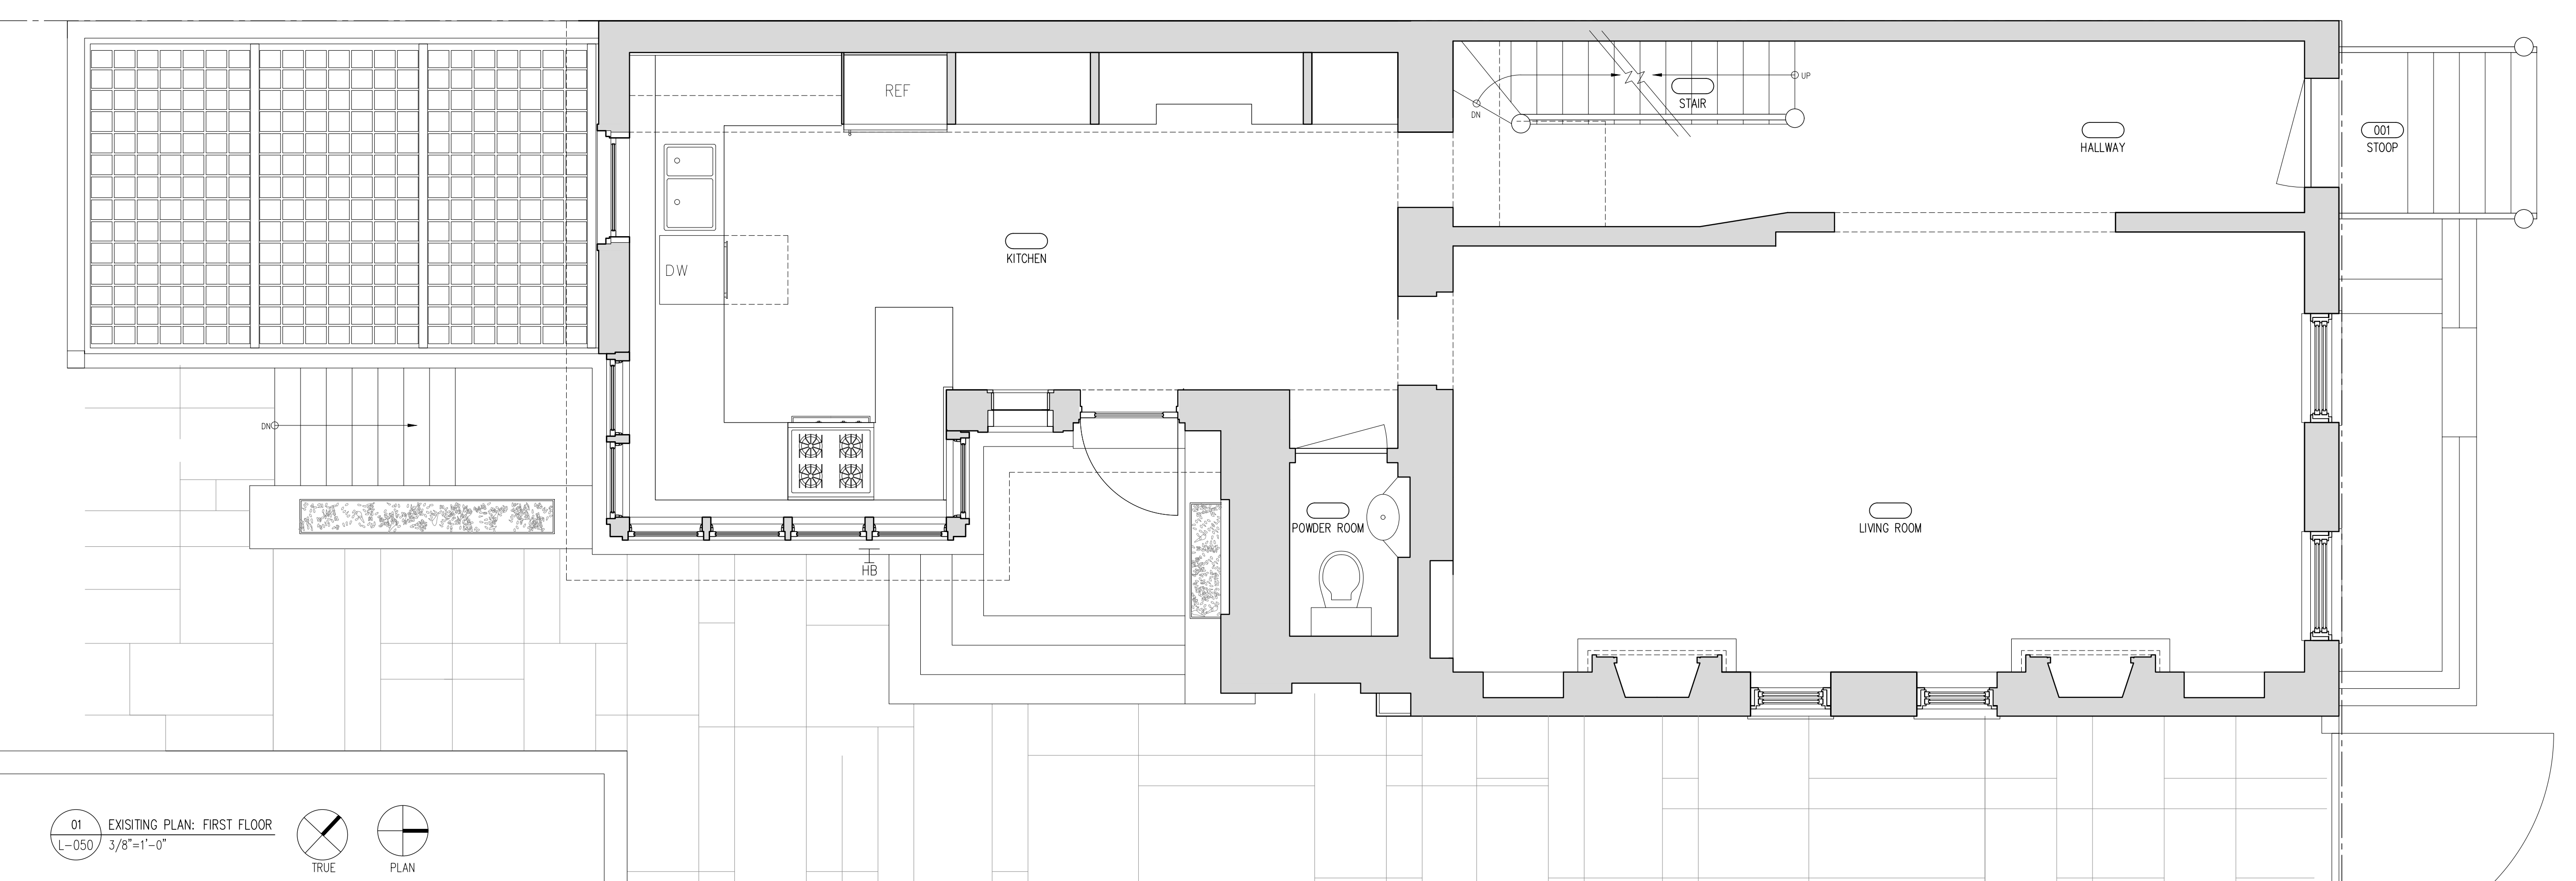 REF
UP
STAIR
DN
001
STOOP
HALLWAY
KITCHEN
DW
DN
POWDER ROOM
LIVING ROOM
HB
01
EXISITING PLAN: FIRST FLOOR
L-050
3/8"=1'-0"
TRUE
PLAN